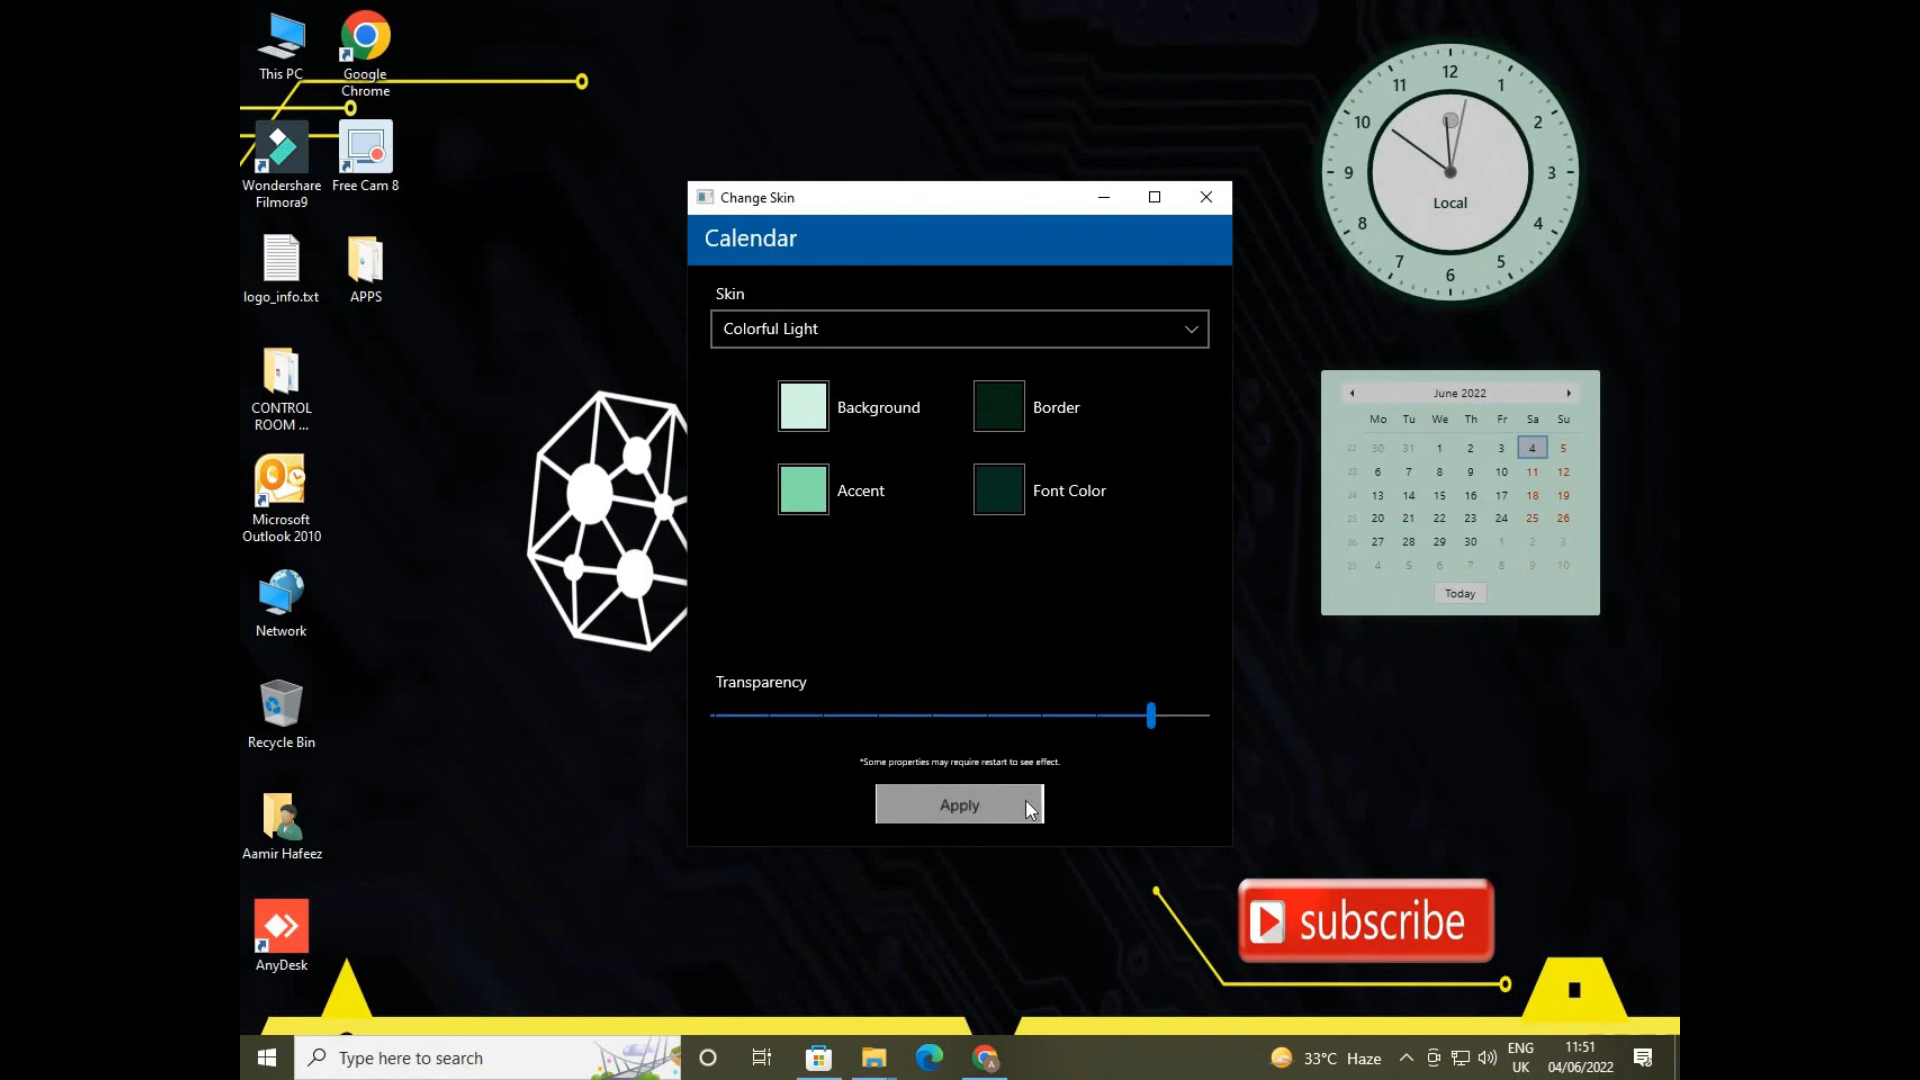 This PC
Google
Chrome
Wondershare
Filmora9
Free Cam 8
logo_info.txt
APPS
CONTROL
ROOM ...
Microsoft
Outlook 2010
Network
Recycle Bin
Aamir Hafeez
AnyDesk
Change Skin
Calendar
Skin
Colorful Light
Background
Border
Accent
Font Color
Transparency
*Some properties may require restart to see effect.
Apply
12
1
2
3
4
5
6
7
8
9
10
11
Local
June 2022
Mo Tu We Th Fr Sa Su
22 30 31 1 2 3 4 5
23 6 7 8 9 10 11 12
24 13 14 15 16 17 18 19
25 20 21 22 23 24 25 26
26 27 28 29 30 1 2 3
4 5 6 7 8 9 10
Today
subscribe
Type here to search
A
33°C Haze
ENG
UK
11:51
04/06/2022